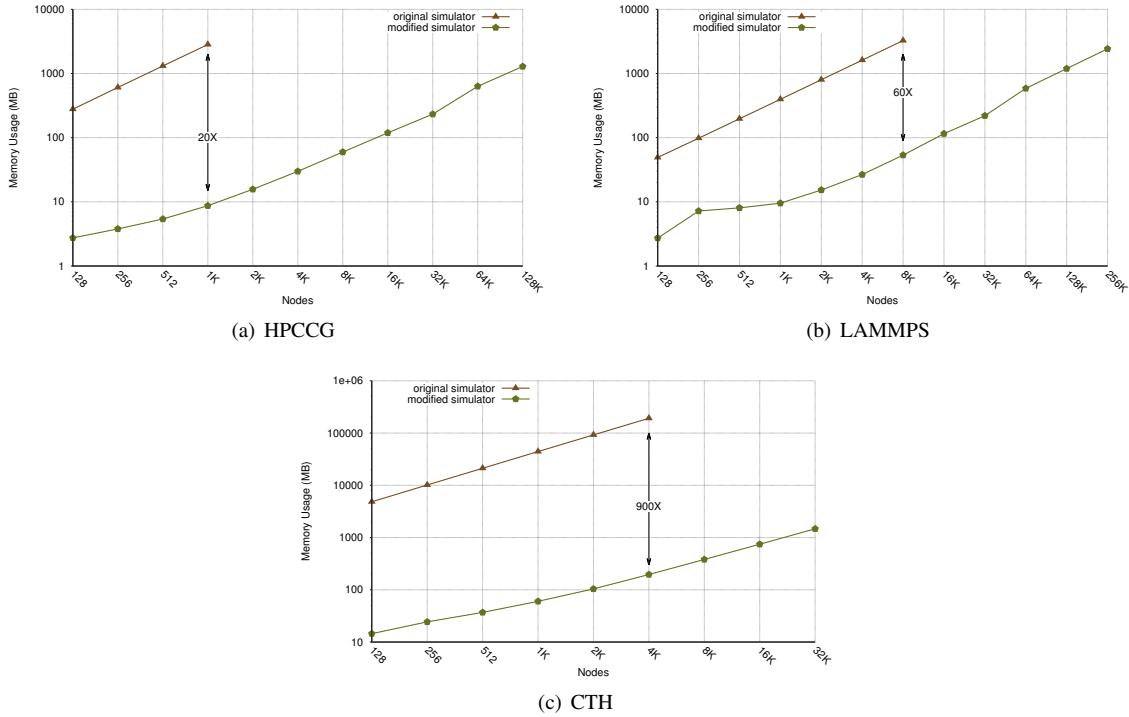 10000
1000
100
10
1
Memory Usage (MB)
original simulator
modified simulator
20X
128
256
512
1K
2K
4K
8K
16K
32K
64K
128K
Nodes
(a) HPCCG
10000
1000
100
10
1
Memory Usage (MB)
original simulator
modified simulator
60X
128
256
512
1K
2K
4K
8K
16K
32K
64K
128K
256K
Nodes
(b) LAMMPS
1e+06
100000
10000
1000
100
10
Memory Usage (MB)
original simulator
modified simulator
900X
128
256
512
1K
2K
4K
8K
16K
32K
Nodes
(c) CTH